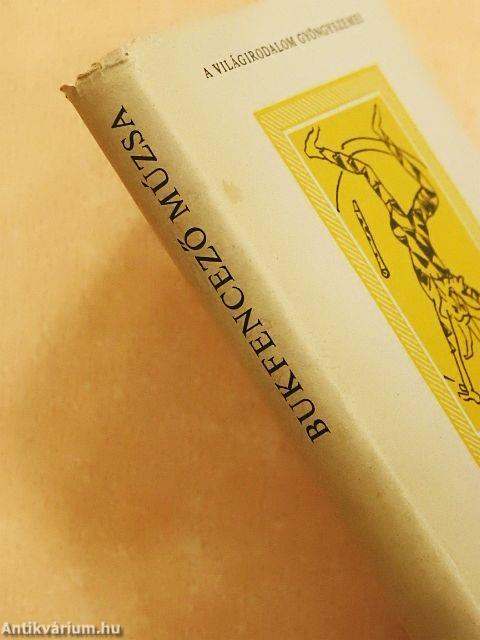 A VILÁGIRODALOM GYÖNGYSZEMEI
BUKFENCEZŐ MÚZSA
Antikvárium.hu